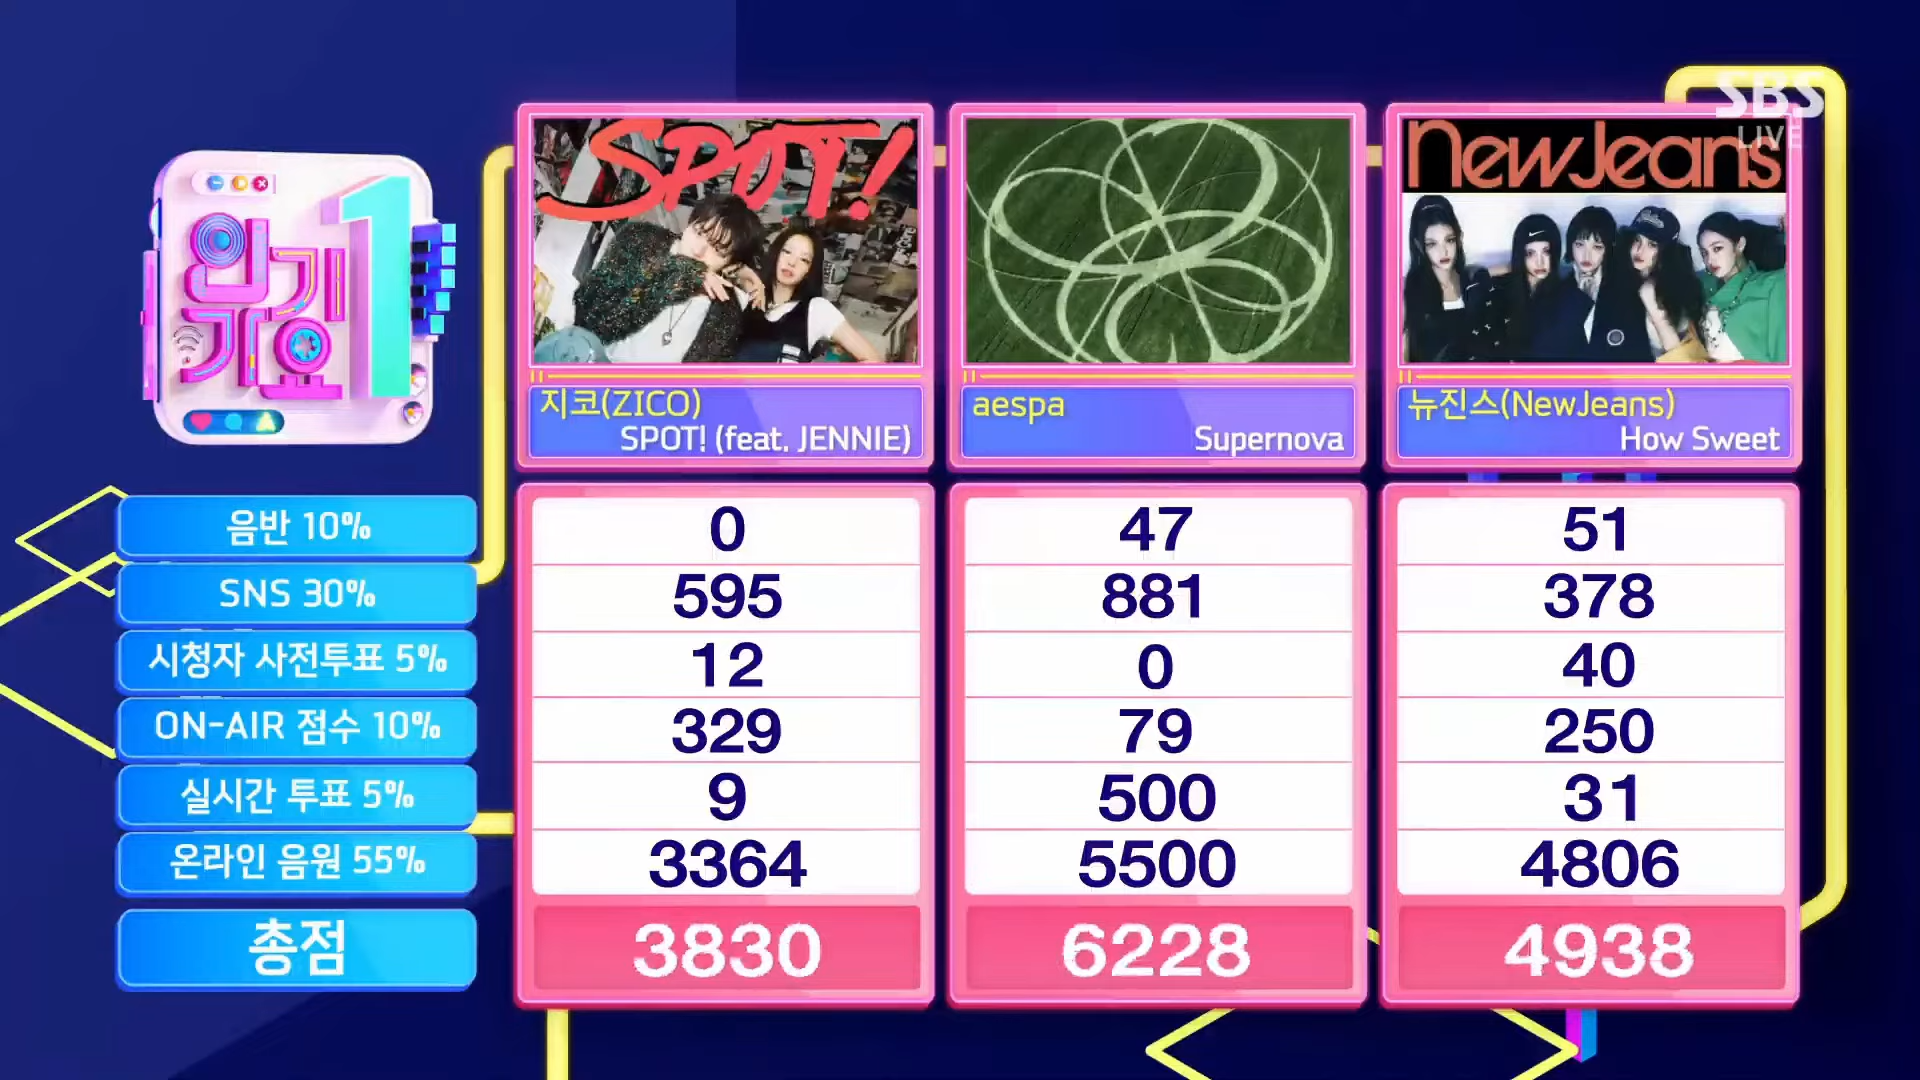 SBS
LIVE
인기가요
1
SPOT!
NewJeans
지코(ZICO)
SPOT! (feat. JENNIE)
aespa
Supernova
뉴진스(NewJeans)
How Sweet
음반 10% 0 47 51
SNS 30% 595 881 378
시청자 사전투표 5% 12 0 40
ON-AIR 점수 10% 329 79 250
실시간 투표 5% 9 500 31
온라인 음원 55% 3364 5500 4806
총점 3830 6228 4938